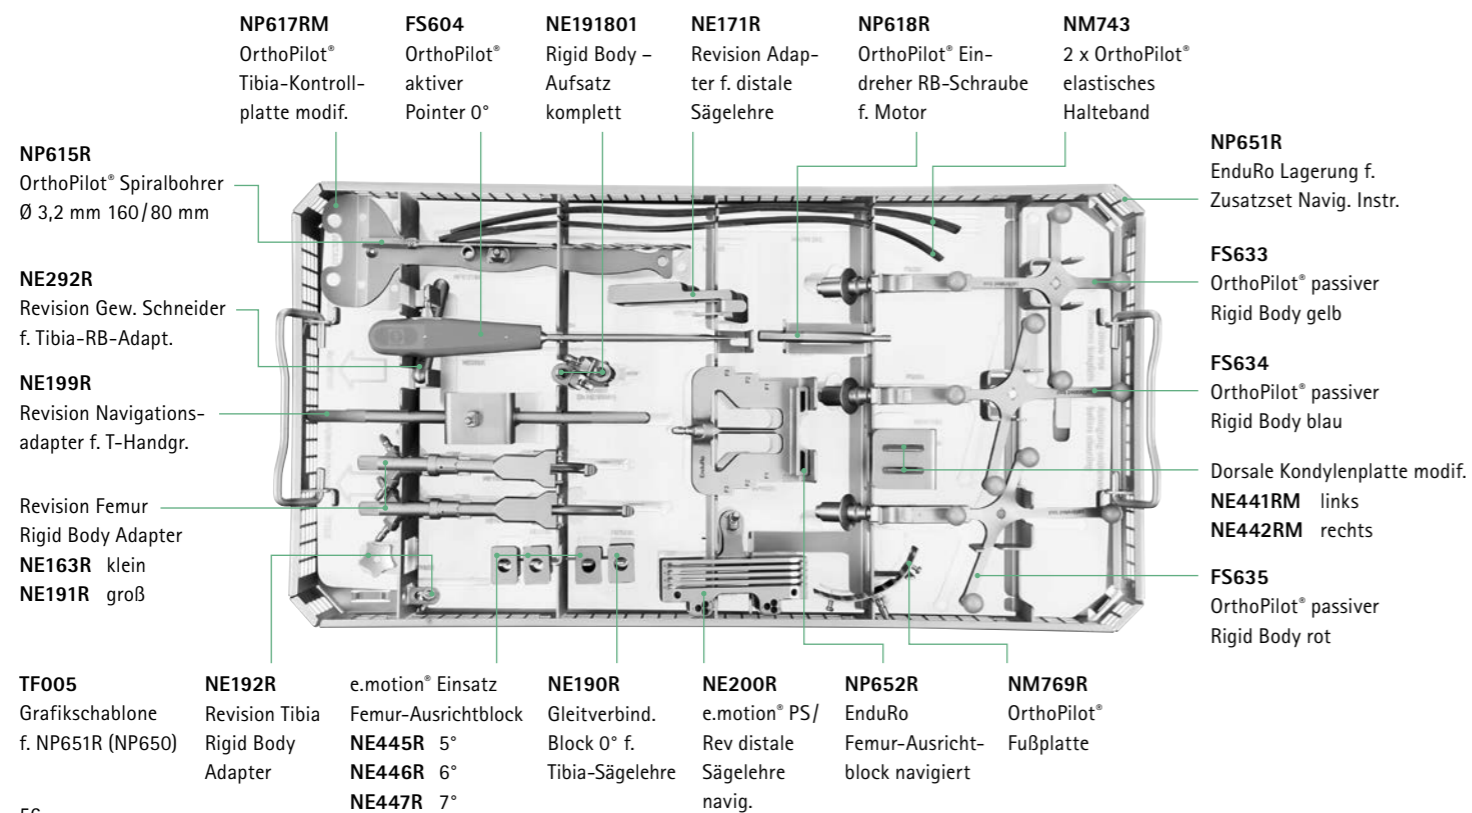 NP617RM
OrthoPilot®
Tibia-Kontroll-
platte modif.
FS604
OrthoPilot®
aktiver
Pointer 0°
NE191801
Rigid Body –
Aufsatz
komplett
NE171R
Revision Adap-
ter f. distale
Sägelehre
NP618R
OrthoPilot® Ein-
dreher RB-Schraube
f. Motor
NM743
2 x OrthoPilot®
elastisches
Halteband
NP615R
OrthoPilot® Spiralbohrer
Ø 3,2 mm 160/80 mm
NE292R
Revision Gew. Schneider
f. Tibia-RB-Adapt.
NE199R
Revision Navigations-
adapter f. T-Handgr.
Revision Femur
Rigid Body Adapter
NE163R klein
NE191R groß
NP651R
EnduRo Lagerung f.
Zusatzset Navig. Instr.
FS633
OrthoPilot® passiver
Rigid Body gelb
FS634
OrthoPilot® passiver
Rigid Body blau
Dorsale Kondylenplatte modif.
NE441RM links
NE442RM rechts
FS635
OrthoPilot® passiver
Rigid Body rot
EnduRo
TF005
Grafikschablone
f. NP651R (NP650)
NE192R
Revision Tibia
Rigid Body
Adapter
e.motion® Einsatz
Femur-Ausrichtblock
NE445R 5°
NE446R 6°
NE447R 7°
NE190R
Gleitverbind.
Block 0° f.
Tibia-Sägelehre
NE200R
e.motion® PS/
Rev distale
Sägelehre
navig.
NP652R
EnduRo
Femur-Ausricht-
block navigiert
NM769R
OrthoPilot®
Fußplatte